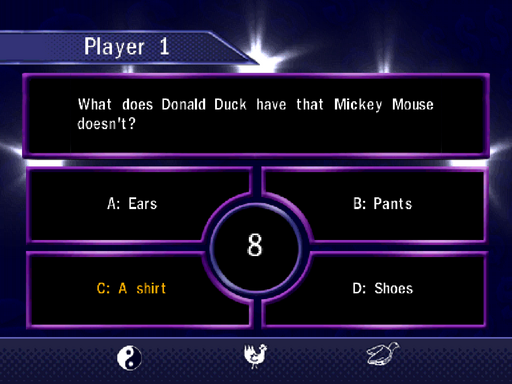 Player 1
What does Donald Duck have that Mickey Mouse
doesn't?
A: Ears
B: Pants
8
C: A shirt
D: Shoes